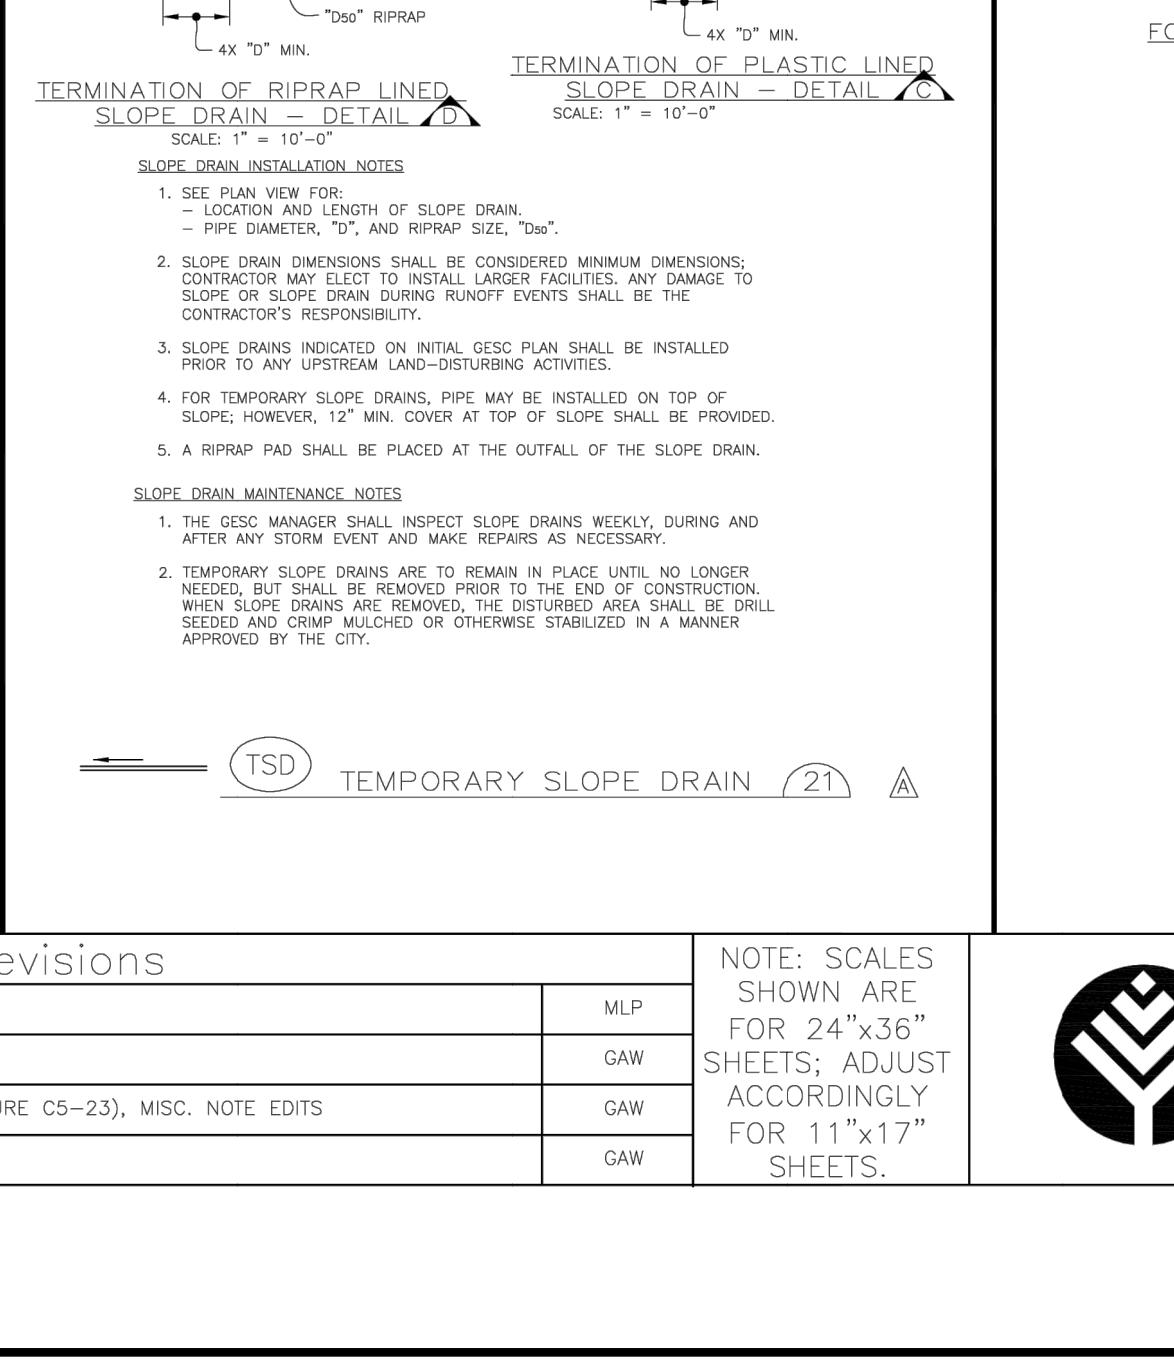 "D50" RIPRAP
4X "D" MIN.
TERMINATION OF RIPRAP LINED
SLOPE DRAIN – DETAIL D
SCALE: 1" = 10'–0"
4X "D" MIN.
TERMINATION OF PLASTIC LINED
SLOPE DRAIN – DETAIL C
SCALE: 1" = 10'–0"
SLOPE DRAIN INSTALLATION NOTES
1. SEE PLAN VIEW FOR:
– LOCATION AND LENGTH OF SLOPE DRAIN.
– PIPE DIAMETER, "D", AND RIPRAP SIZE, "D50".
2. SLOPE DRAIN DIMENSIONS SHALL BE CONSIDERED MINIMUM DIMENSIONS;
CONTRACTOR MAY ELECT TO INSTALL LARGER FACILITIES. ANY DAMAGE TO
SLOPE OR SLOPE DRAIN DURING RUNOFF EVENTS SHALL BE THE
CONTRACTOR'S RESPONSIBILITY.
3. SLOPE DRAINS INDICATED ON INITIAL GESC PLAN SHALL BE INSTALLED
PRIOR TO ANY UPSTREAM LAND–DISTURBING ACTIVITIES.
4. FOR TEMPORARY SLOPE DRAINS, PIPE MAY BE INSTALLED ON TOP OF
SLOPE; HOWEVER, 12" MIN. COVER AT TOP OF SLOPE SHALL BE PROVIDED.
5. A RIPRAP PAD SHALL BE PLACED AT THE OUTFALL OF THE SLOPE DRAIN.
SLOPE DRAIN MAINTENANCE NOTES
1. THE GESC MANAGER SHALL INSPECT SLOPE DRAINS WEEKLY, DURING AND
AFTER ANY STORM EVENT AND MAKE REPAIRS AS NECESSARY.
2. TEMPORARY SLOPE DRAINS ARE TO REMAIN IN PLACE UNTIL NO LONGER
NEEDED, BUT SHALL BE REMOVED PRIOR TO THE END OF CONSTRUCTION.
WHEN SLOPE DRAINS ARE REMOVED, THE DISTURBED AREA SHALL BE DRILL
SEEDED AND CRIMP MULCHED OR OTHERWISE STABILIZED IN A MANNER
APPROVED BY THE CITY.
TSD TEMPORARY SLOPE DRAIN 21 A
evisions
MLP
GAW
URE C5–23), MISC. NOTE EDITS GAW
GAW
NOTE: SCALES
SHOWN ARE
FOR 24"x36"
SHEETS; ADJUST
ACCORDINGLY
FOR 11"x17"
SHEETS.